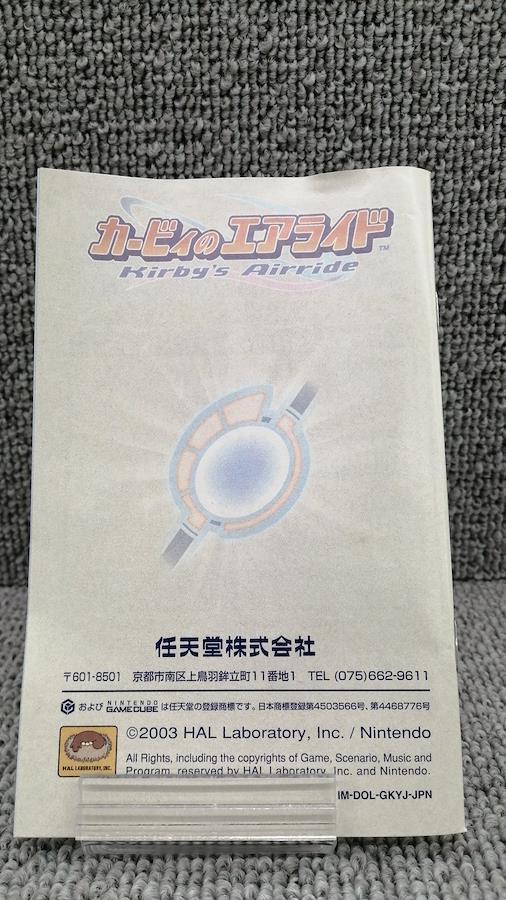 カービィのエアライド™
Kirby's Airride
任天堂株式会社
〒601-8501 京都市南区上鳥羽鉾立町11番地1 TEL (075)662-9611
および NINTENDO GAMECUBE は任天堂の登録商標です。日本商標登録第4503566号、第4468776号
©2003 HAL Laboratory, Inc. / Nintendo
HAL LABORATORY, INC.
All Rights, including the copyrights of Game, Scenario, Music and
Program, reserved by HAL Laboratory, Inc. and Nintendo.
IM-DOL-GKYJ-JPN